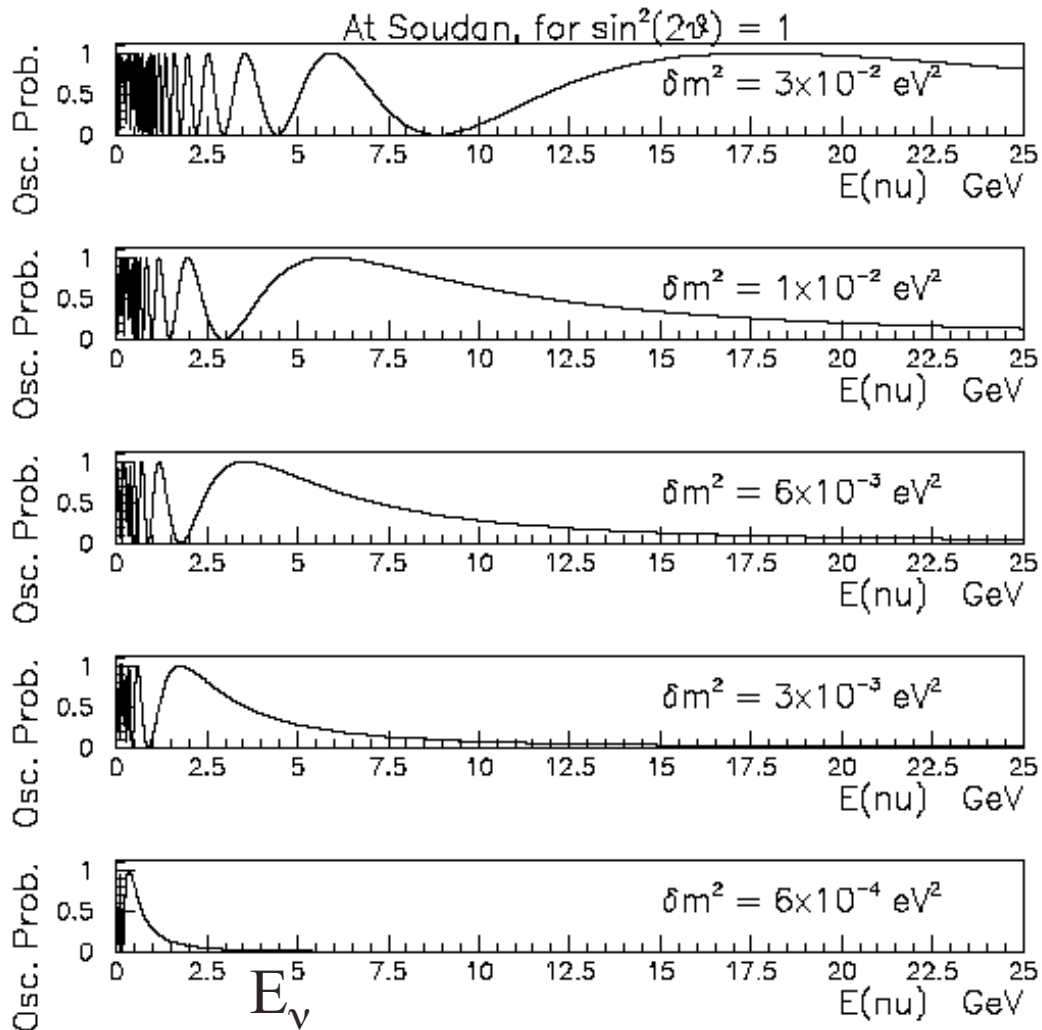 At Soudan, for sin²(2ϑ) = 1
Osc. Prob.
1
0.5
0
δm² = 3×10⁻² eV²
0 2.5 5 7.5 10 12.5 15 17.5 20 22.5 25
E(nu) GeV
Osc. Prob.
1
0.5
0
δm² = 1×10⁻² eV²
0 2.5 5 7.5 10 12.5 15 17.5 20 22.5 25
E(nu) GeV
Osc. Prob.
1
0.5
0
δm² = 6×10⁻³ eV²
0 2.5 5 7.5 10 12.5 15 17.5 20 22.5 25
E(nu) GeV
Osc. Prob.
1
0.5
0
δm² = 3×10⁻³ eV²
0 2.5 5 7.5 10 12.5 15 17.5 20 22.5 25
E(nu) GeV
Osc. Prob.
1
0.5
0
δm² = 6×10⁻⁴ eV²
0 2.5 5 7.5 10 12.5 15 17.5 20 22.5 25
E(nu) GeV
Eν